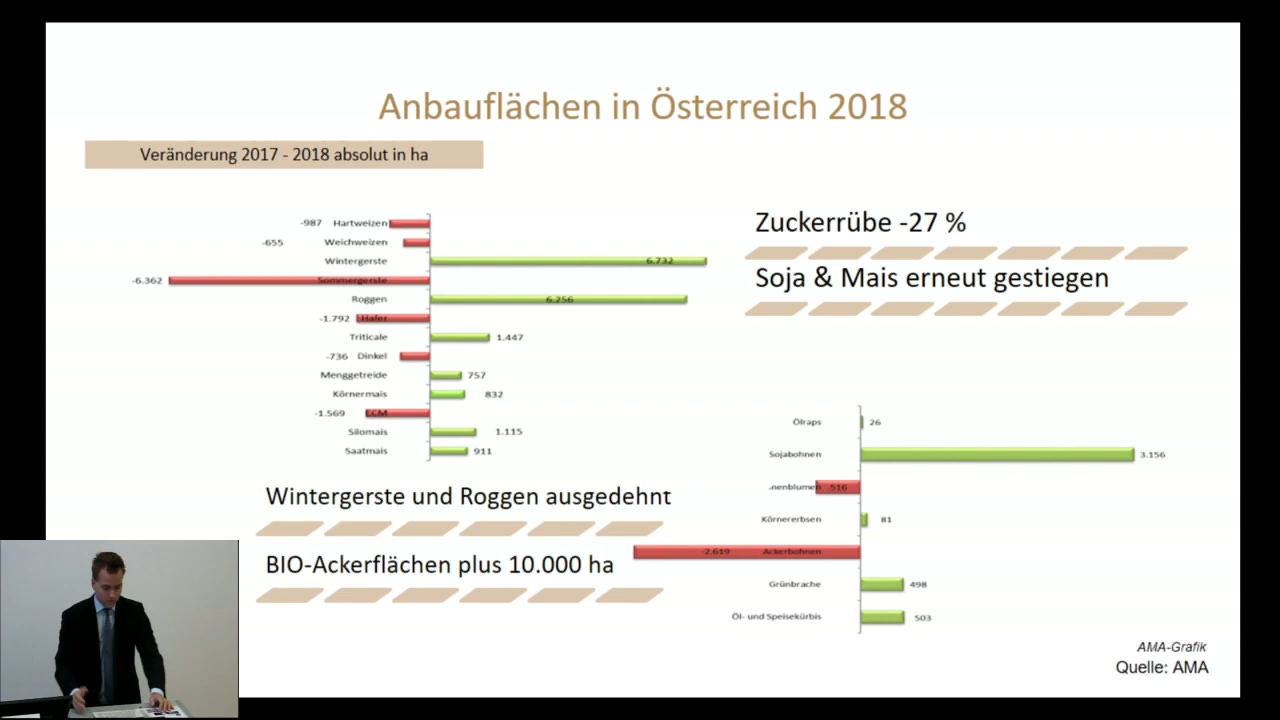 Anbauflächen in Österreich 2018
Veränderung 2017 - 2018 absolut in ha
-987 Hartweizen
-655 Weichweizen
Wintergerste 6.732
-6.362 Sommergerste
Roggen 6.256
-1.792 Hafer
Triticale 1.447
-736 Dinkel
Menggetreide 757
Körnermais 832
-1.569 CCM
Silomais 1.115
Saatmais 911
Zuckerrübe -27 %
Soja & Mais erneut gestiegen
Wintergerste und Roggen ausgedehnt
BIO-Ackerflächen plus 10.000 ha
Ölraps 26
Sojabohnen 3.156
nenblumen 516
Körnererbsen 81
-2.619 Ackerbohnen
Grünbrache 498
Öl- und Speisekürbis 503
AMA-Grafik
Quelle: AMA